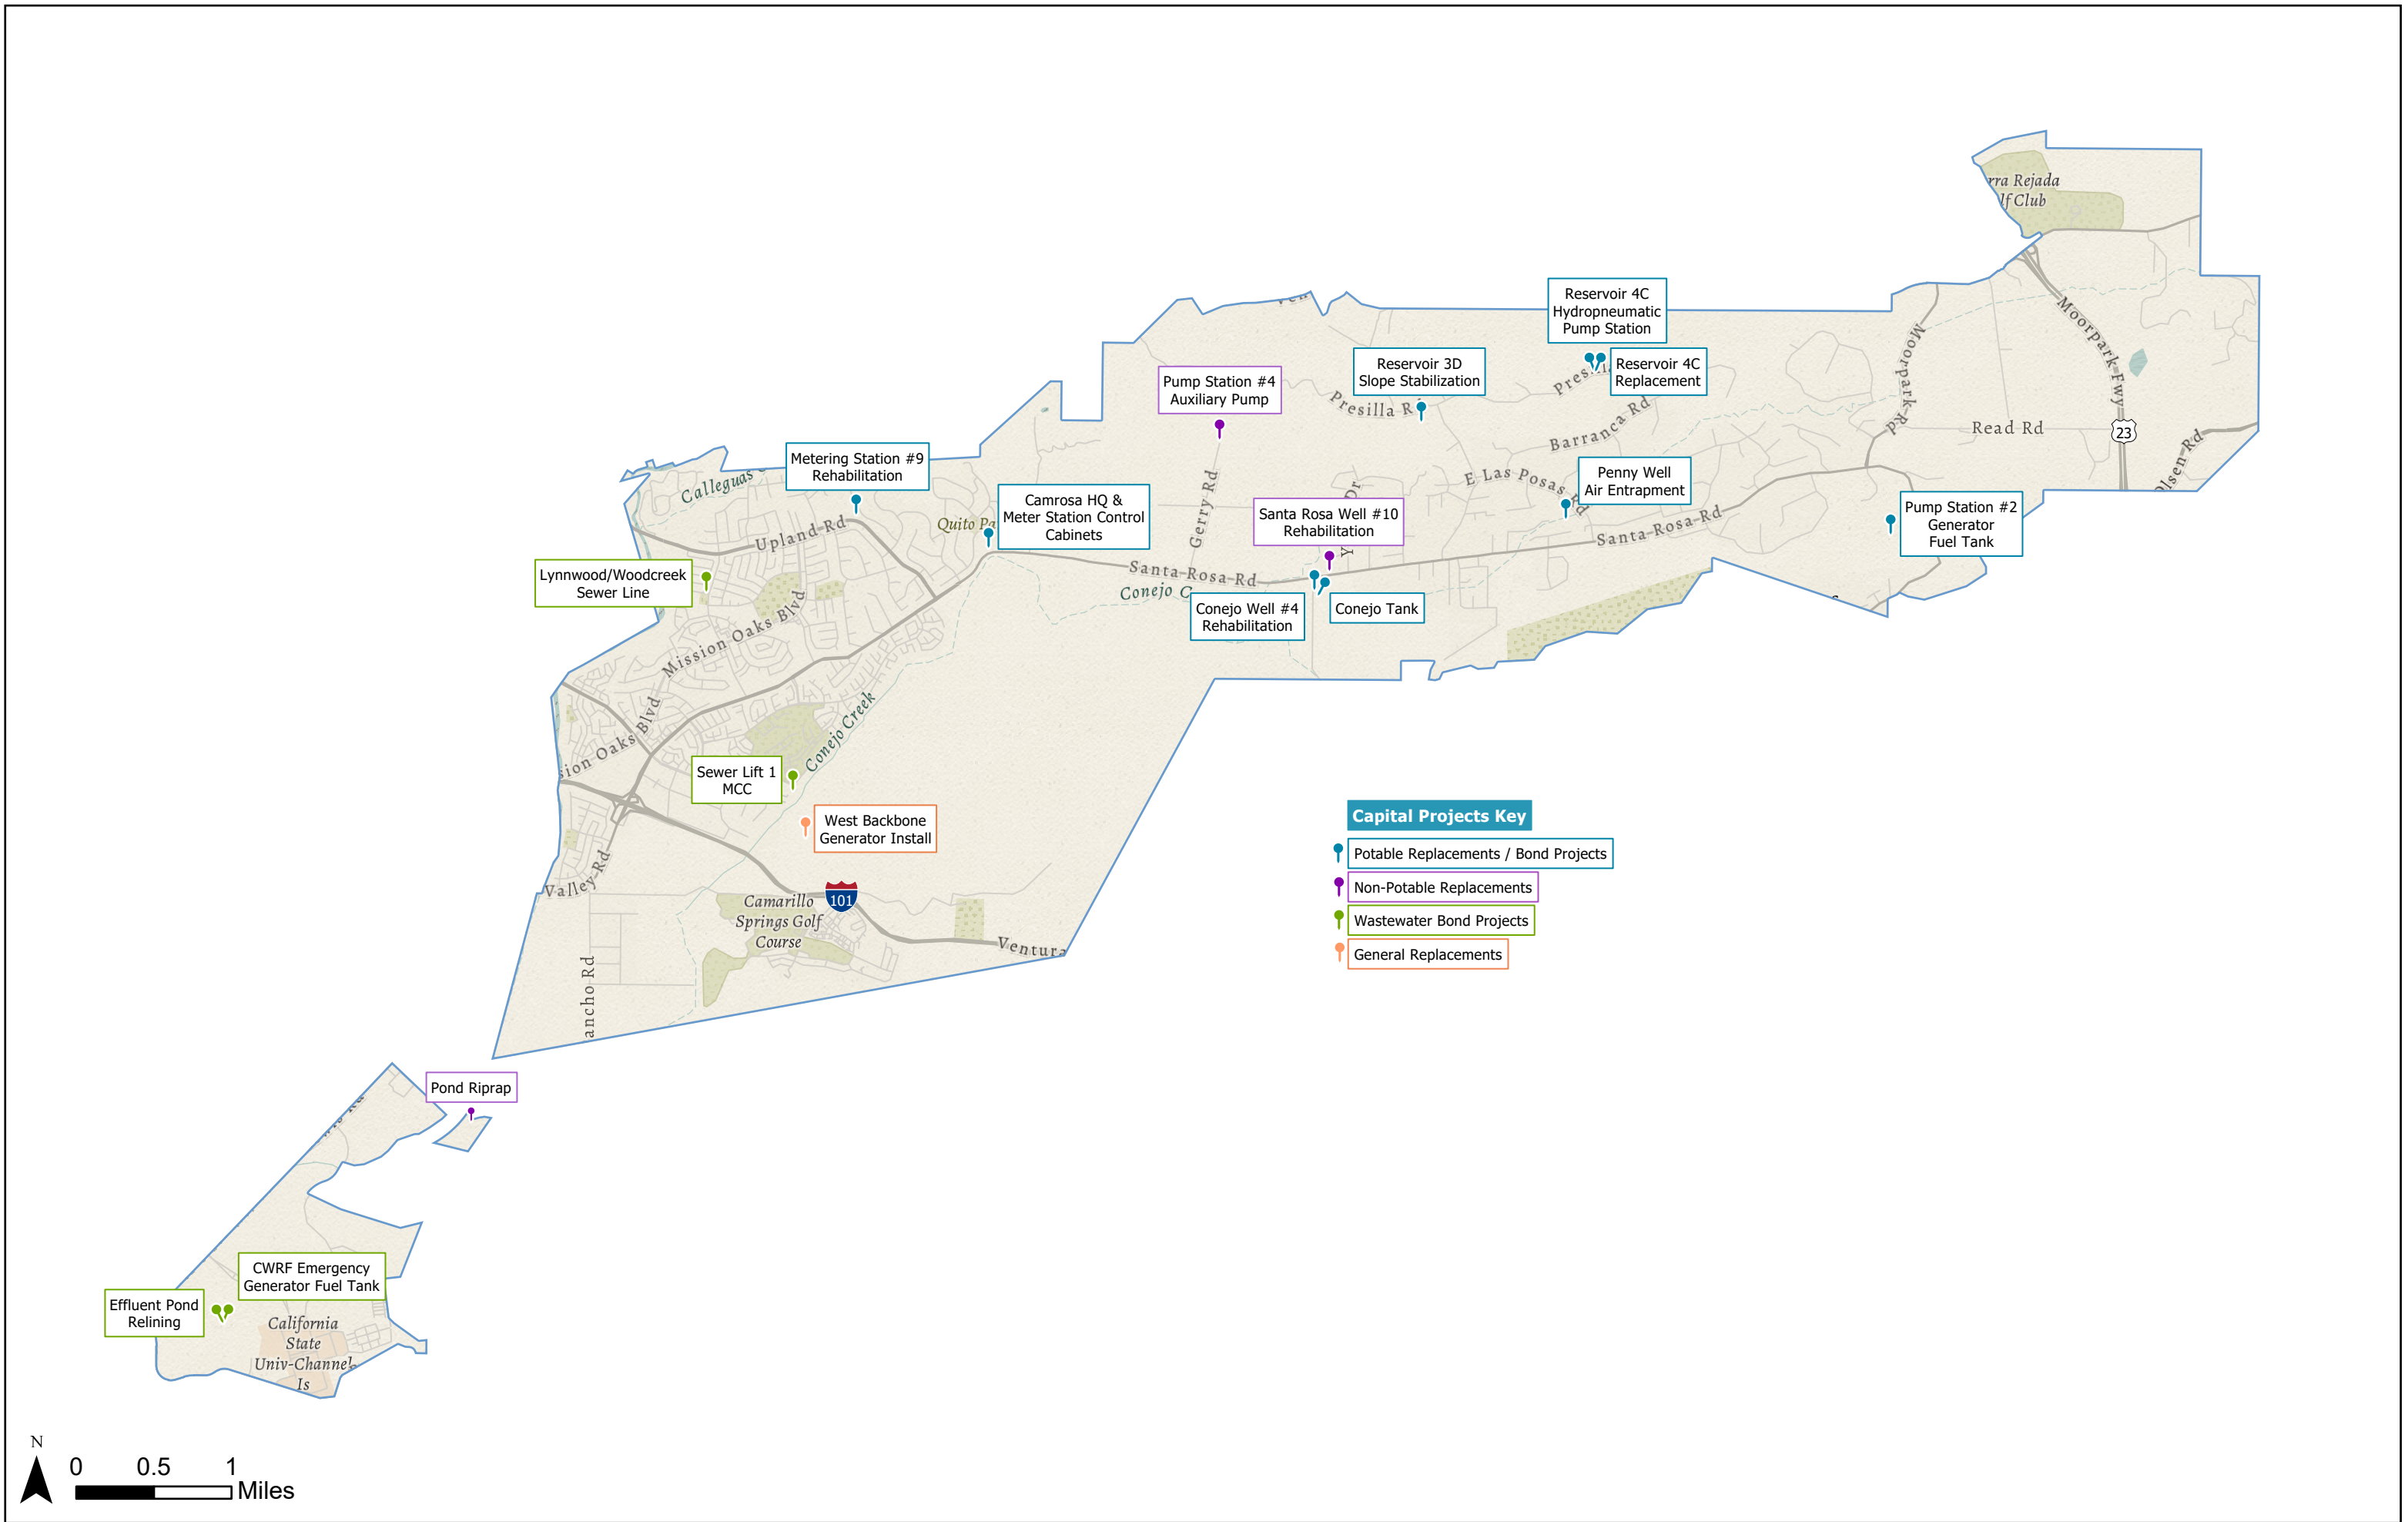 rra Rejada
lf Club
Reservoir 4C
Hydropneumatic
Pump Station
Moorpark Fwy
Moorpark Rd
Reservoir 3D
Slope Stabilization
Reservoir 4C
Replacement
Pump Station #4
Auxiliary Pump
Presilla R
Barranca Rd
Read Rd
23
Olsen Rd
Metering Station #9
Rehabilitation
Calleguas
Penny Well
Air Entrapment
E Las Posas Rd
Camrosa HQ &
Meter Station Control
Cabinets
Gerry Rd
Santa Rosa Well #10
Rehabilitation
Y
Dr
Pump Station #2
Generator
Fuel Tank
Quito Pa
Upland Rd
Santa Rosa Rd
Lynnwood/Woodcreek
Sewer Line
Santa Rosa Rd
Conejo C
Conejo Well #4
Rehabilitation
Conejo Tank
Mission Oaks Blvd
Conejo Creek
sion Oaks Blvd
Sewer Lift 1
MCC
West Backbone
Generator Install
Capital Projects Key
Potable Replacements / Bond Projects
Non-Potable Replacements
Wastewater Bond Projects
General Replacements
Valley Rd
101
Camarillo
Springs Golf
Course
Ventura
ancho Rd
Pond Riprap
CWRF Emergency
Generator Fuel Tank
Effluent Pond
Relining
California
State
Univ-Channel
Is
N
0 0.5 1
Miles